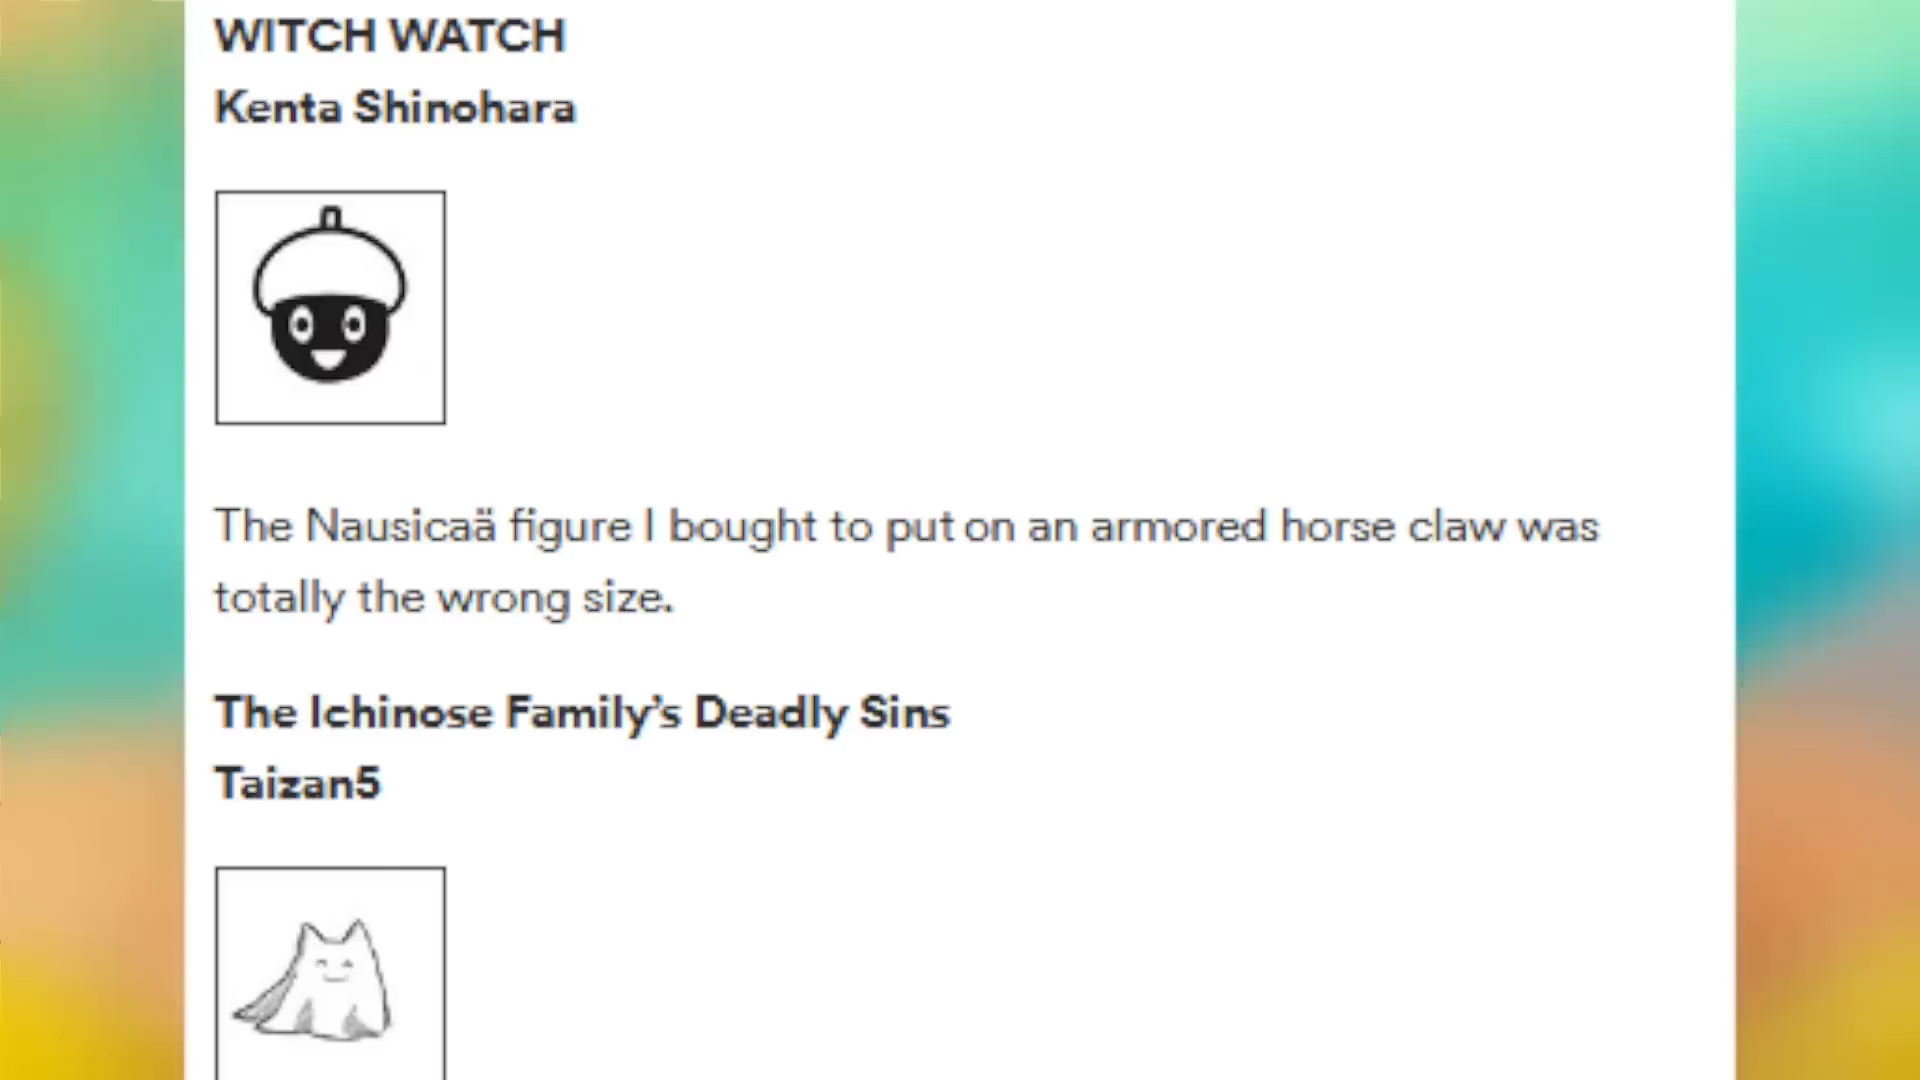 WITCH WATCH
Kenta Shinohara
The Nausicaä figure I bought to put on an armored horse claw was
totally the wrong size.
The Ichinose Family’s Deadly Sins
Taizan5